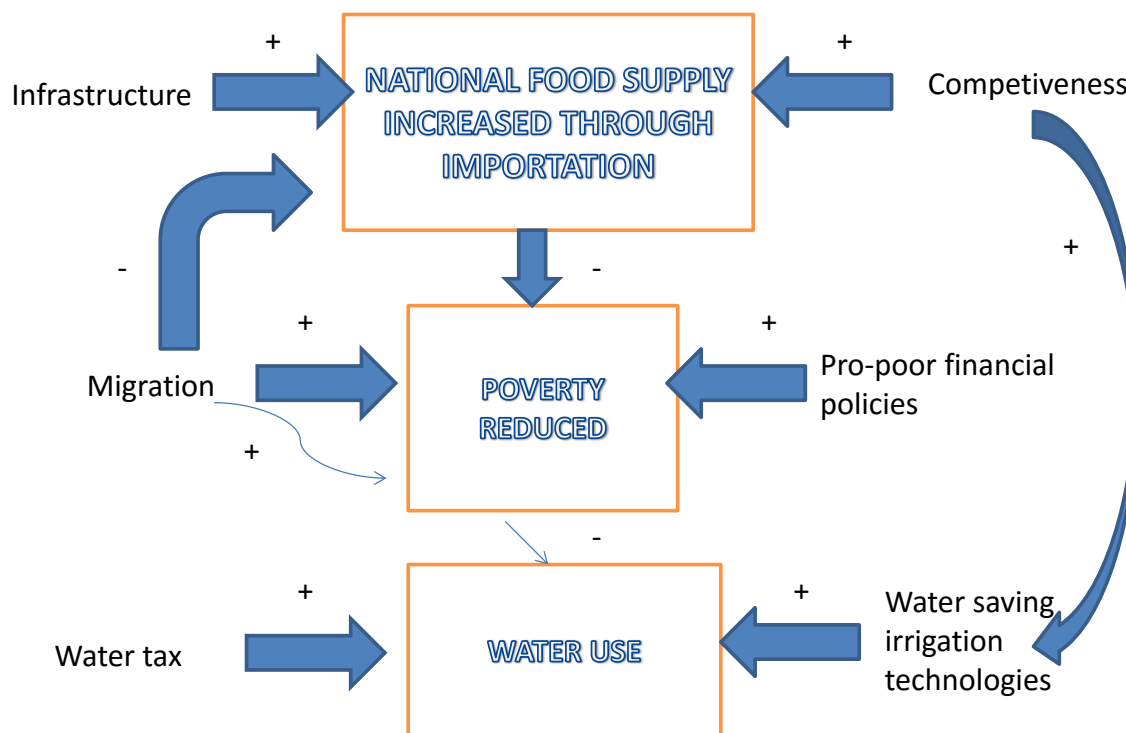 +
+
Infrastructure
NATIONAL FOOD SUPPLY
INCREASED THROUGH
IMPORTATION
Competiveness
-
-
+
+
+
Migration
POVERTY
REDUCED
Pro-poor financial
policies
+
-
+
+
Water tax
WATER USE
Water saving
irrigation
technologies